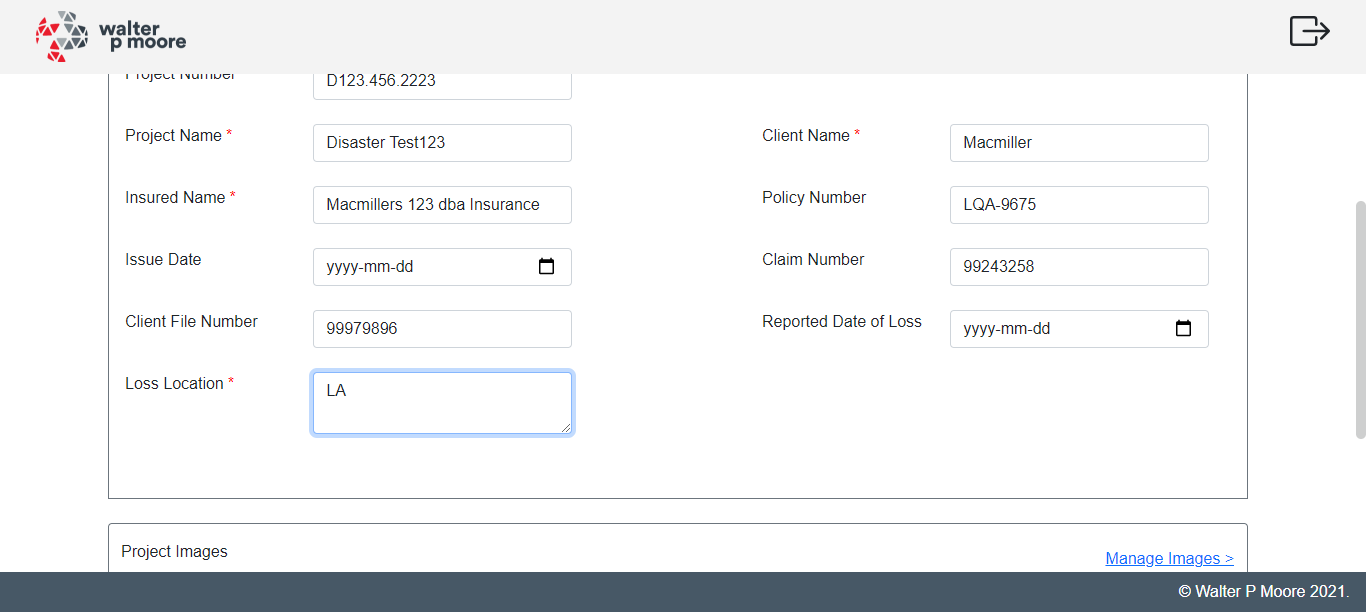 walter
p moore
Project Number D123.456.2223
Project Name * Disaster Test123 Client Name * Macmiller
Insured Name * Macmillers 123 dba Insurance Policy Number LQA-9675
Issue Date yyyy-mm-dd Claim Number 99243258
Client File Number 99979896 Reported Date of Loss yyyy-mm-dd
Loss Location * LA
Project Images
Manage Images >
© Walter P Moore 2021.